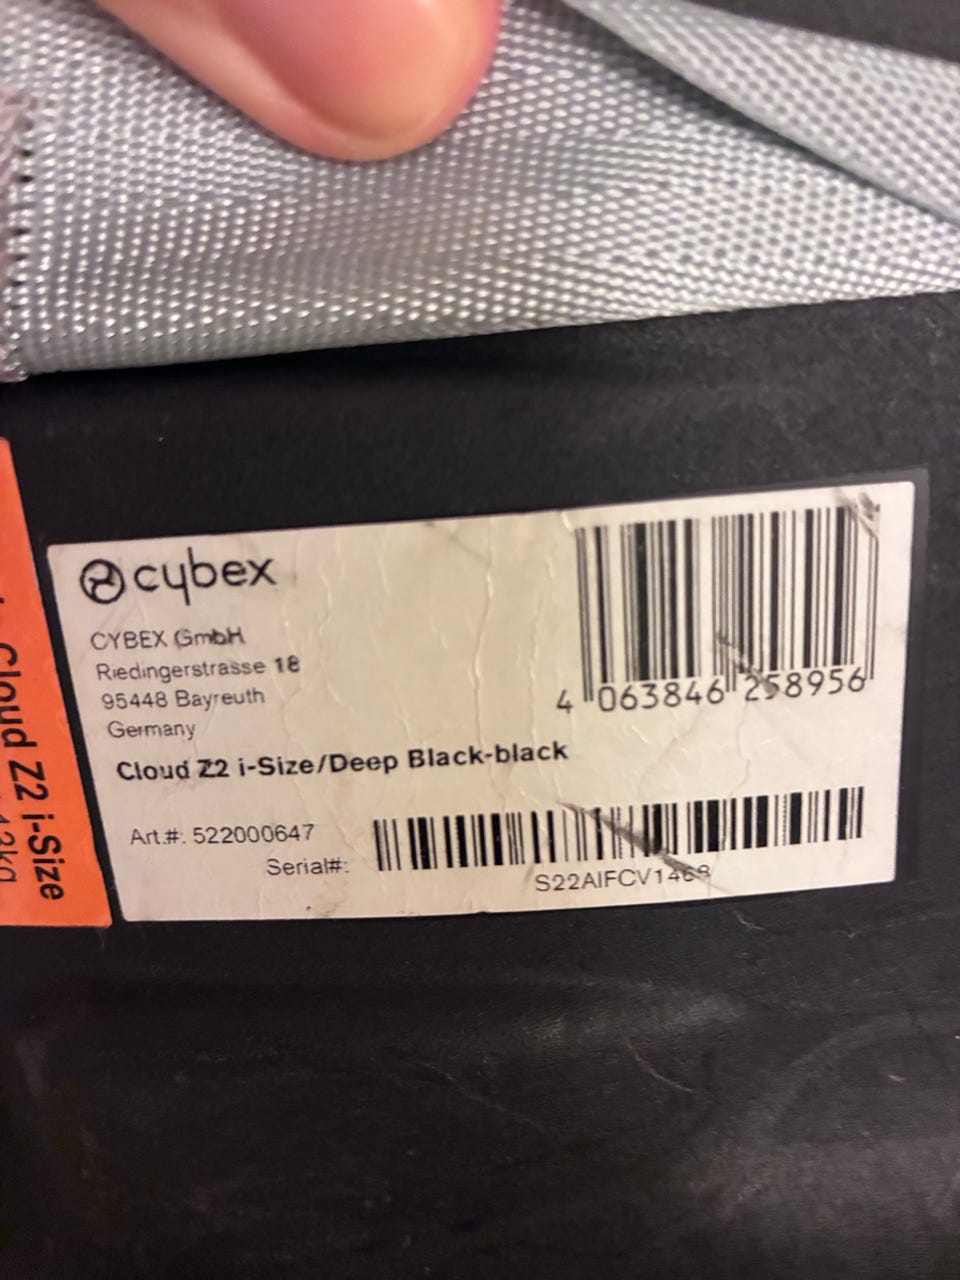 cybex
CYBEX GmbH
Riedingerstrasse 18
95448 Bayreuth
Germany
4 063846 258956
Cloud Z2 i-Size/Deep Black-black
Art.#: 522000647
Serial#:
S22AIFCV1468
Cloud Z2 i-Size